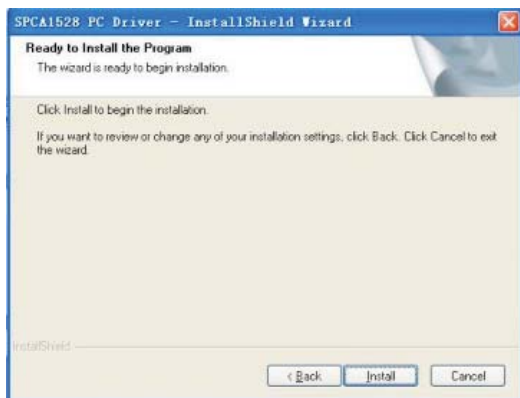 SPCA1528 PC Driver - InstallShield Wizard
Ready to Install the Program
The wizard is ready to begin installation.
Click Install to begin the installation.
If you want to review or change any of your installation settings, click Back. Click Cancel to exit
the wizard.
InstallShield
< Back
Install
Cancel